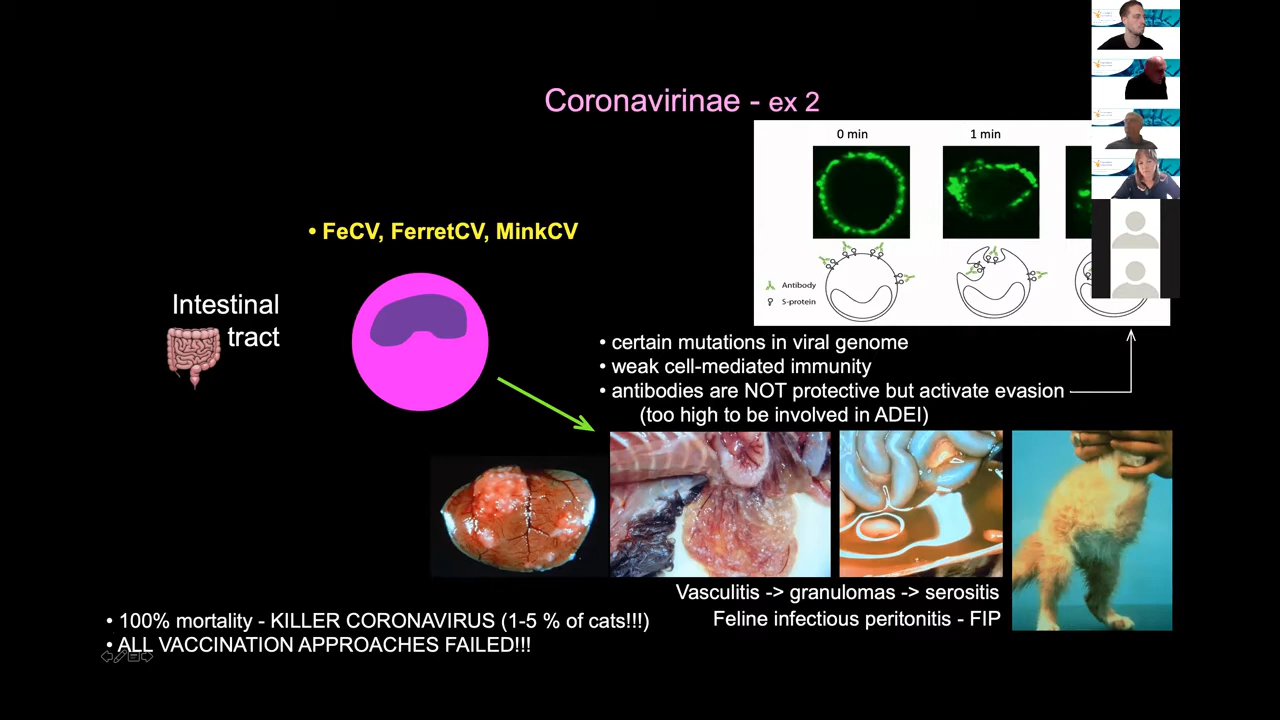 Coronavirinae - ex 2
0 min
1 min
• FeCV, FerretCV, MinkCV
Intestinal
tract
Antibody
S-protein
• certain mutations in viral genome
• weak cell-mediated immunity
• antibodies are NOT protective but activate evasion
(too high to be involved in ADEI)
Vasculitis -> granulomas -> serositis
Feline infectious peritonitis - FIP
• 100% mortality - KILLER CORONAVIRUS (1-5 % of cats!!!)
• ALL VACCINATION APPROACHES FAILED!!!